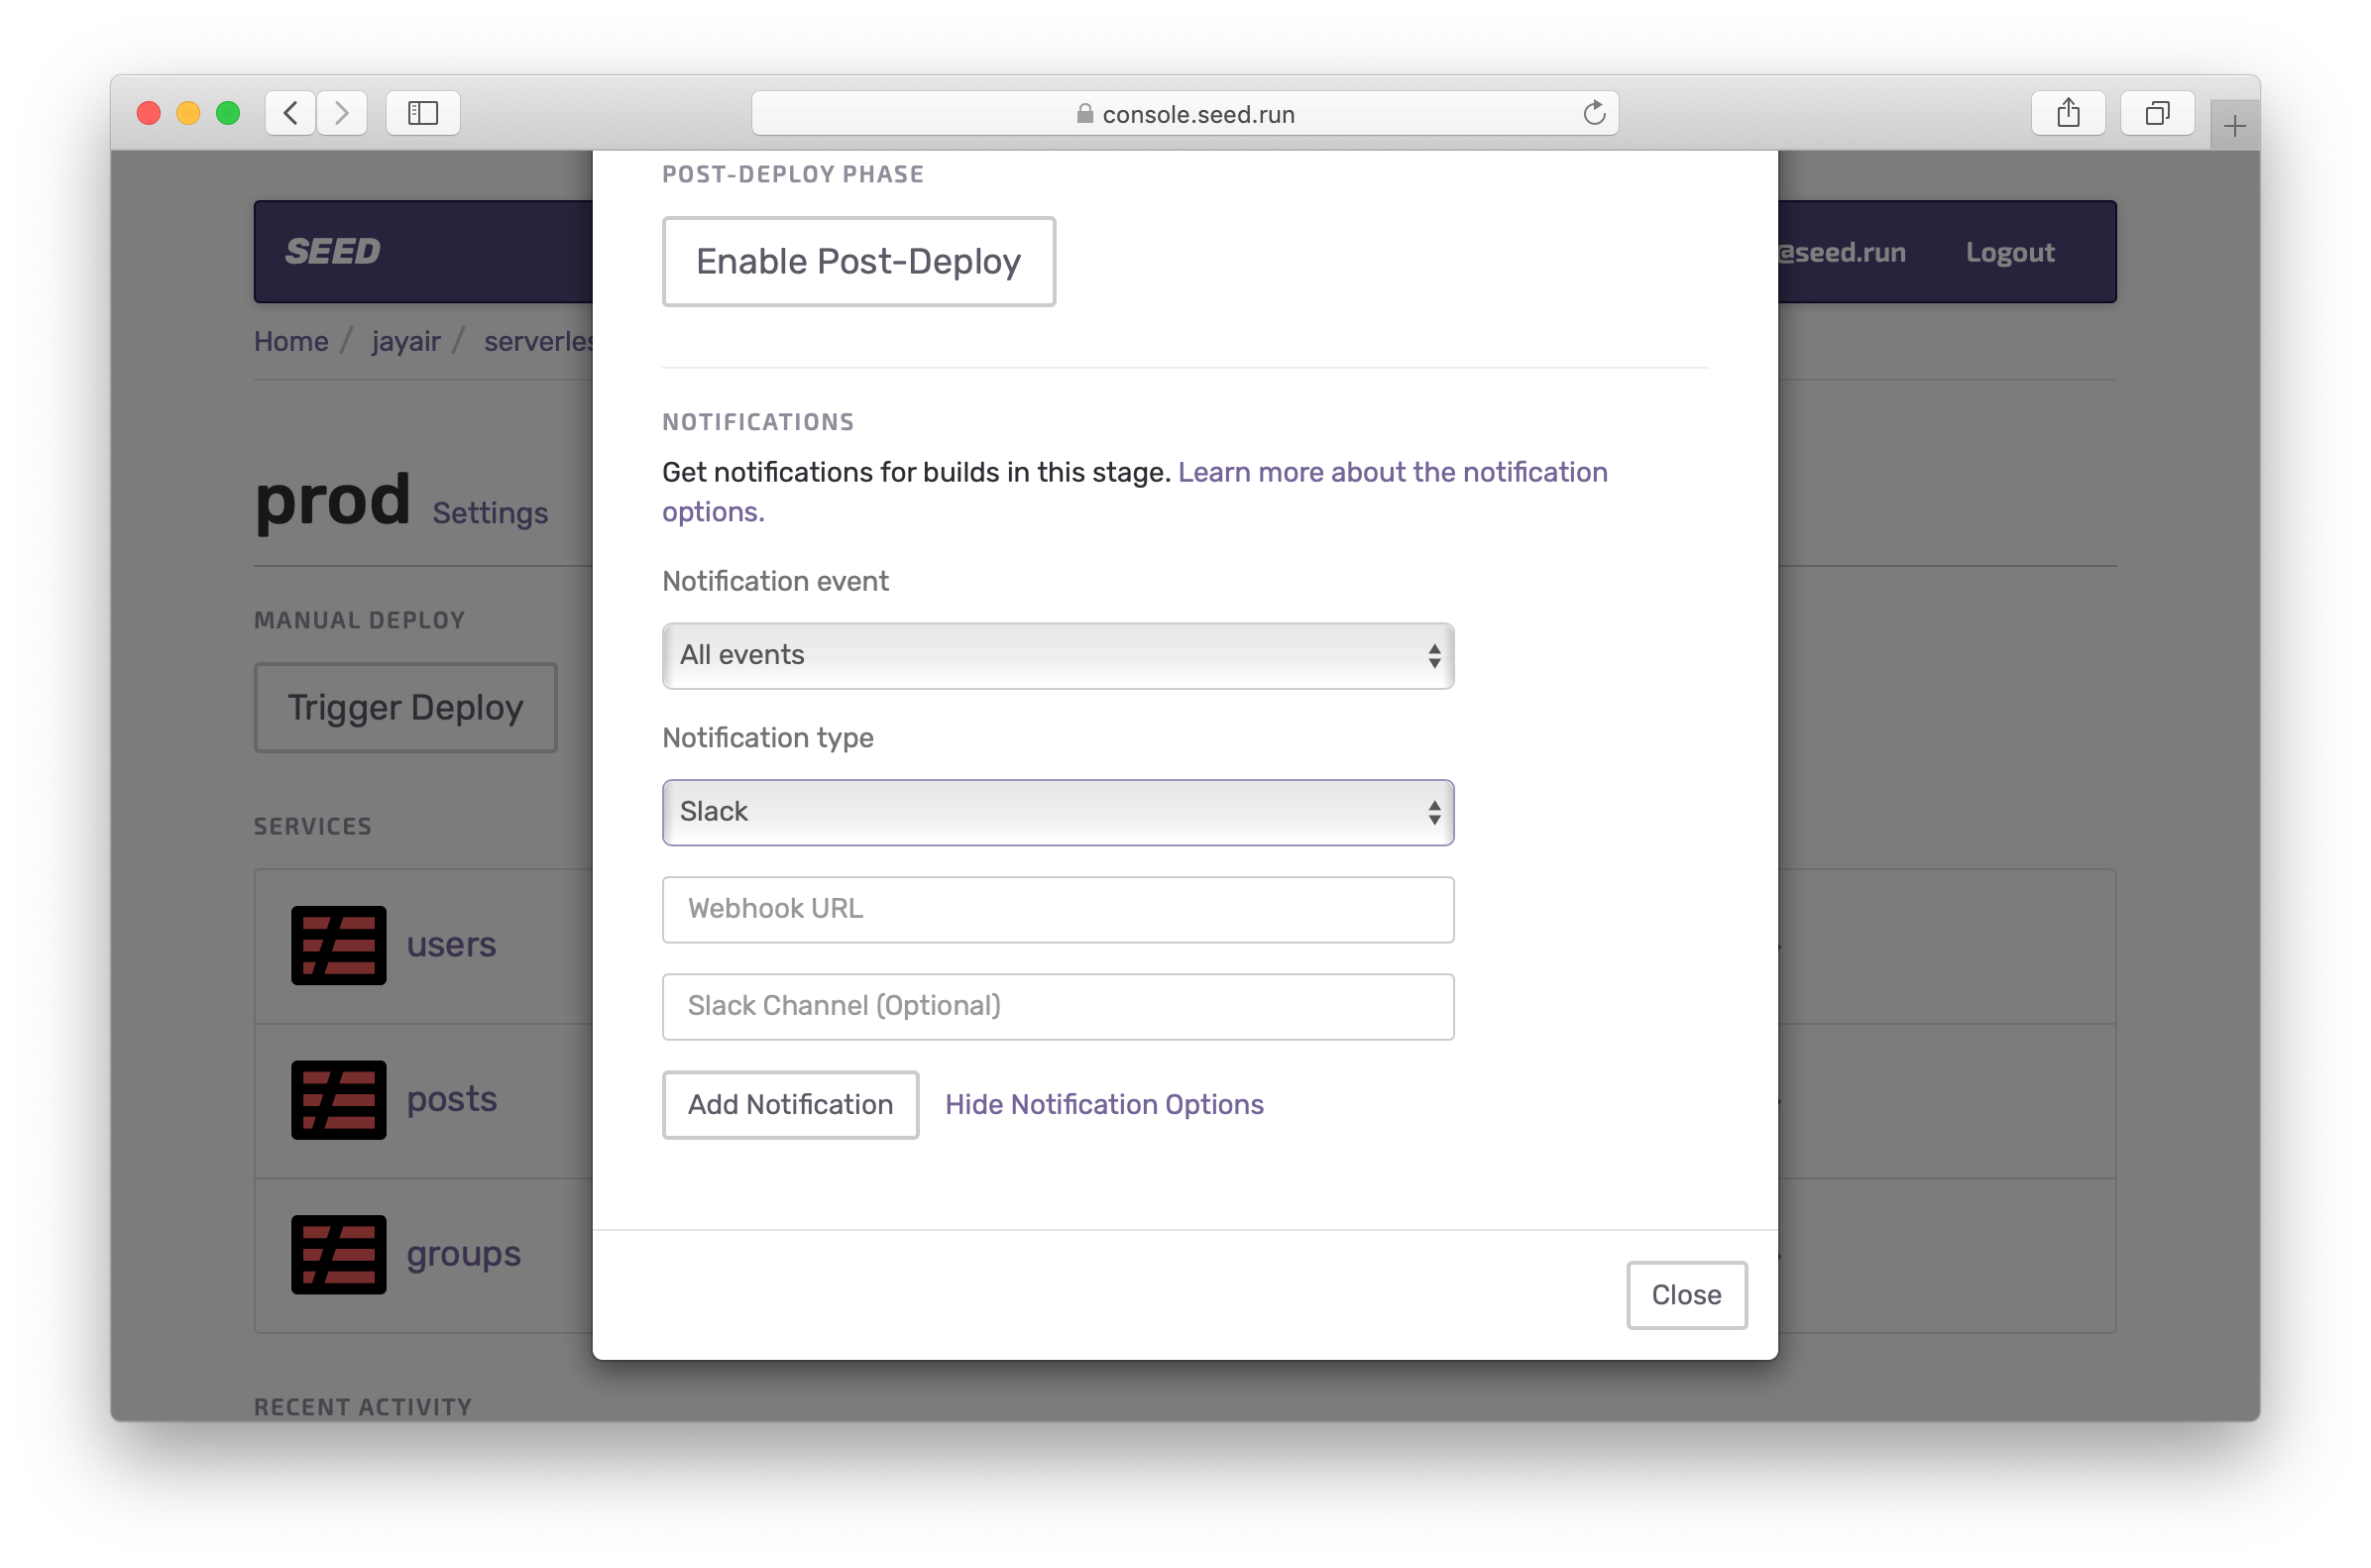 console.seed.run
SEED
@seed.run
Logout
Home / jayair /
prod Settings
MANUAL DEPLOY
Trigger Deploy
SERVICES
users
posts
groups
RECENT ACTIVITY
POST-DEPLOY PHASE
Enable Post-Deploy
NOTIFICATIONS
Get notifications for builds in this stage. Learn more about the notification
options.
Notification event
All events
Notification type
Slack
Webhook URL
Slack Channel (Optional)
Add Notification
Hide Notification Options
Close